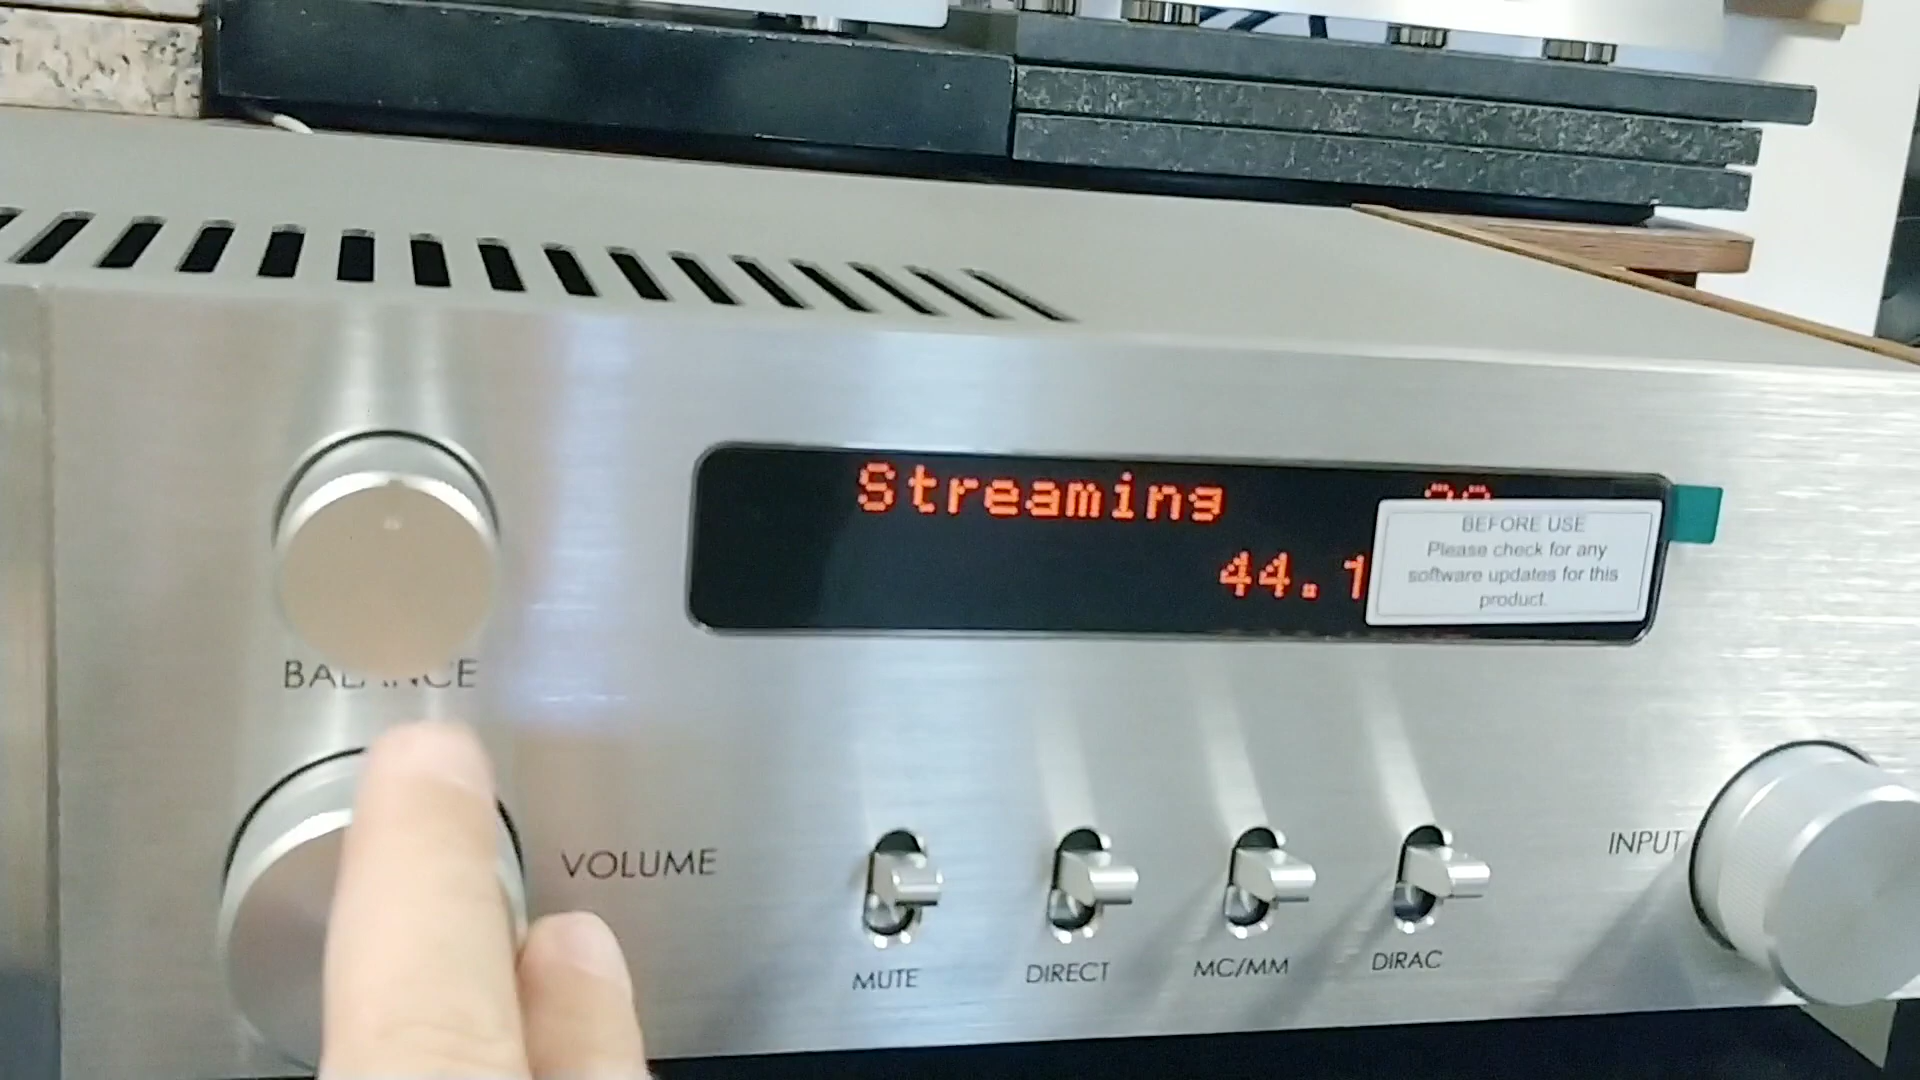 Streaming
44.1
BEFORE USE
Please check for any
software updates for this
product.
BALANCE
VOLUME
INPUT
MUTE
DIRECT
MC/MM
DIRAC